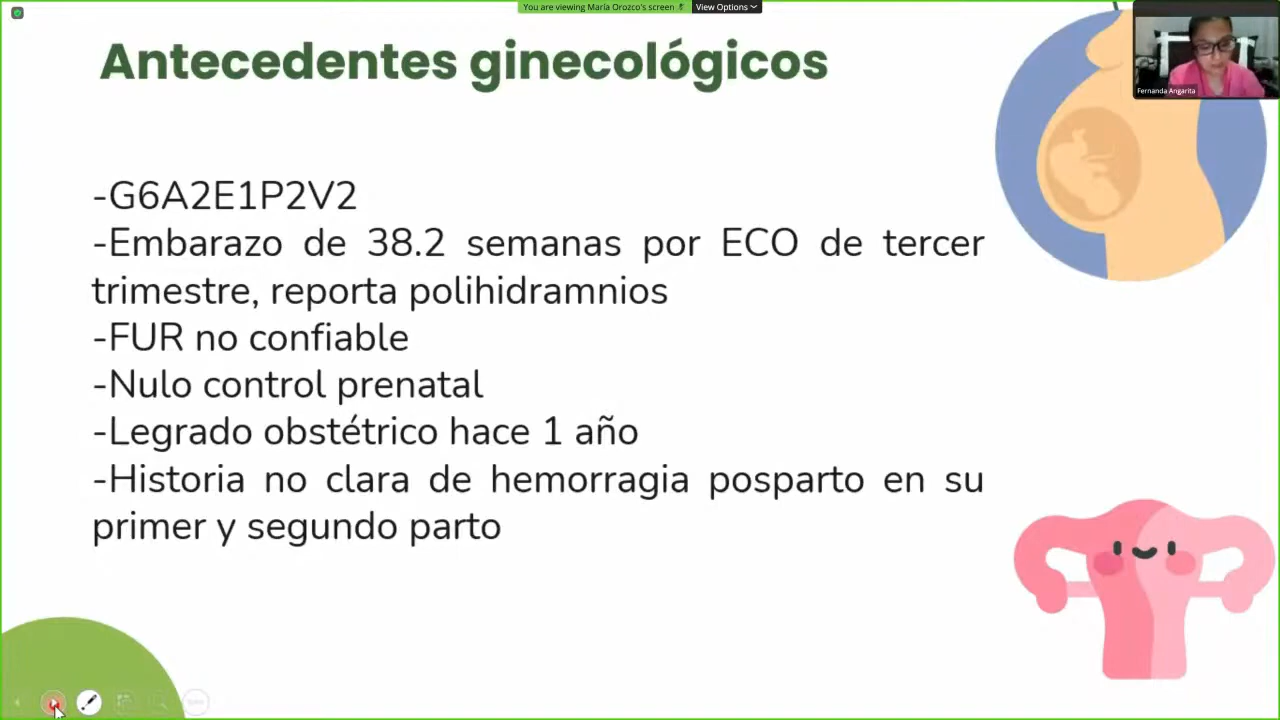 You are viewing María Orozco's screen
View Options
Antecedentes ginecológicos
Fernanda Angarita
-G6A2E1P2V2
-Embarazo de 38.2 semanas por ECO de tercer
trimestre, reporta polihidramnios
-FUR no confiable
-Nulo control prenatal
-Legrado obstétrico hace 1 año
-Historia no clara de hemorragia posparto en su
primer y segundo parto